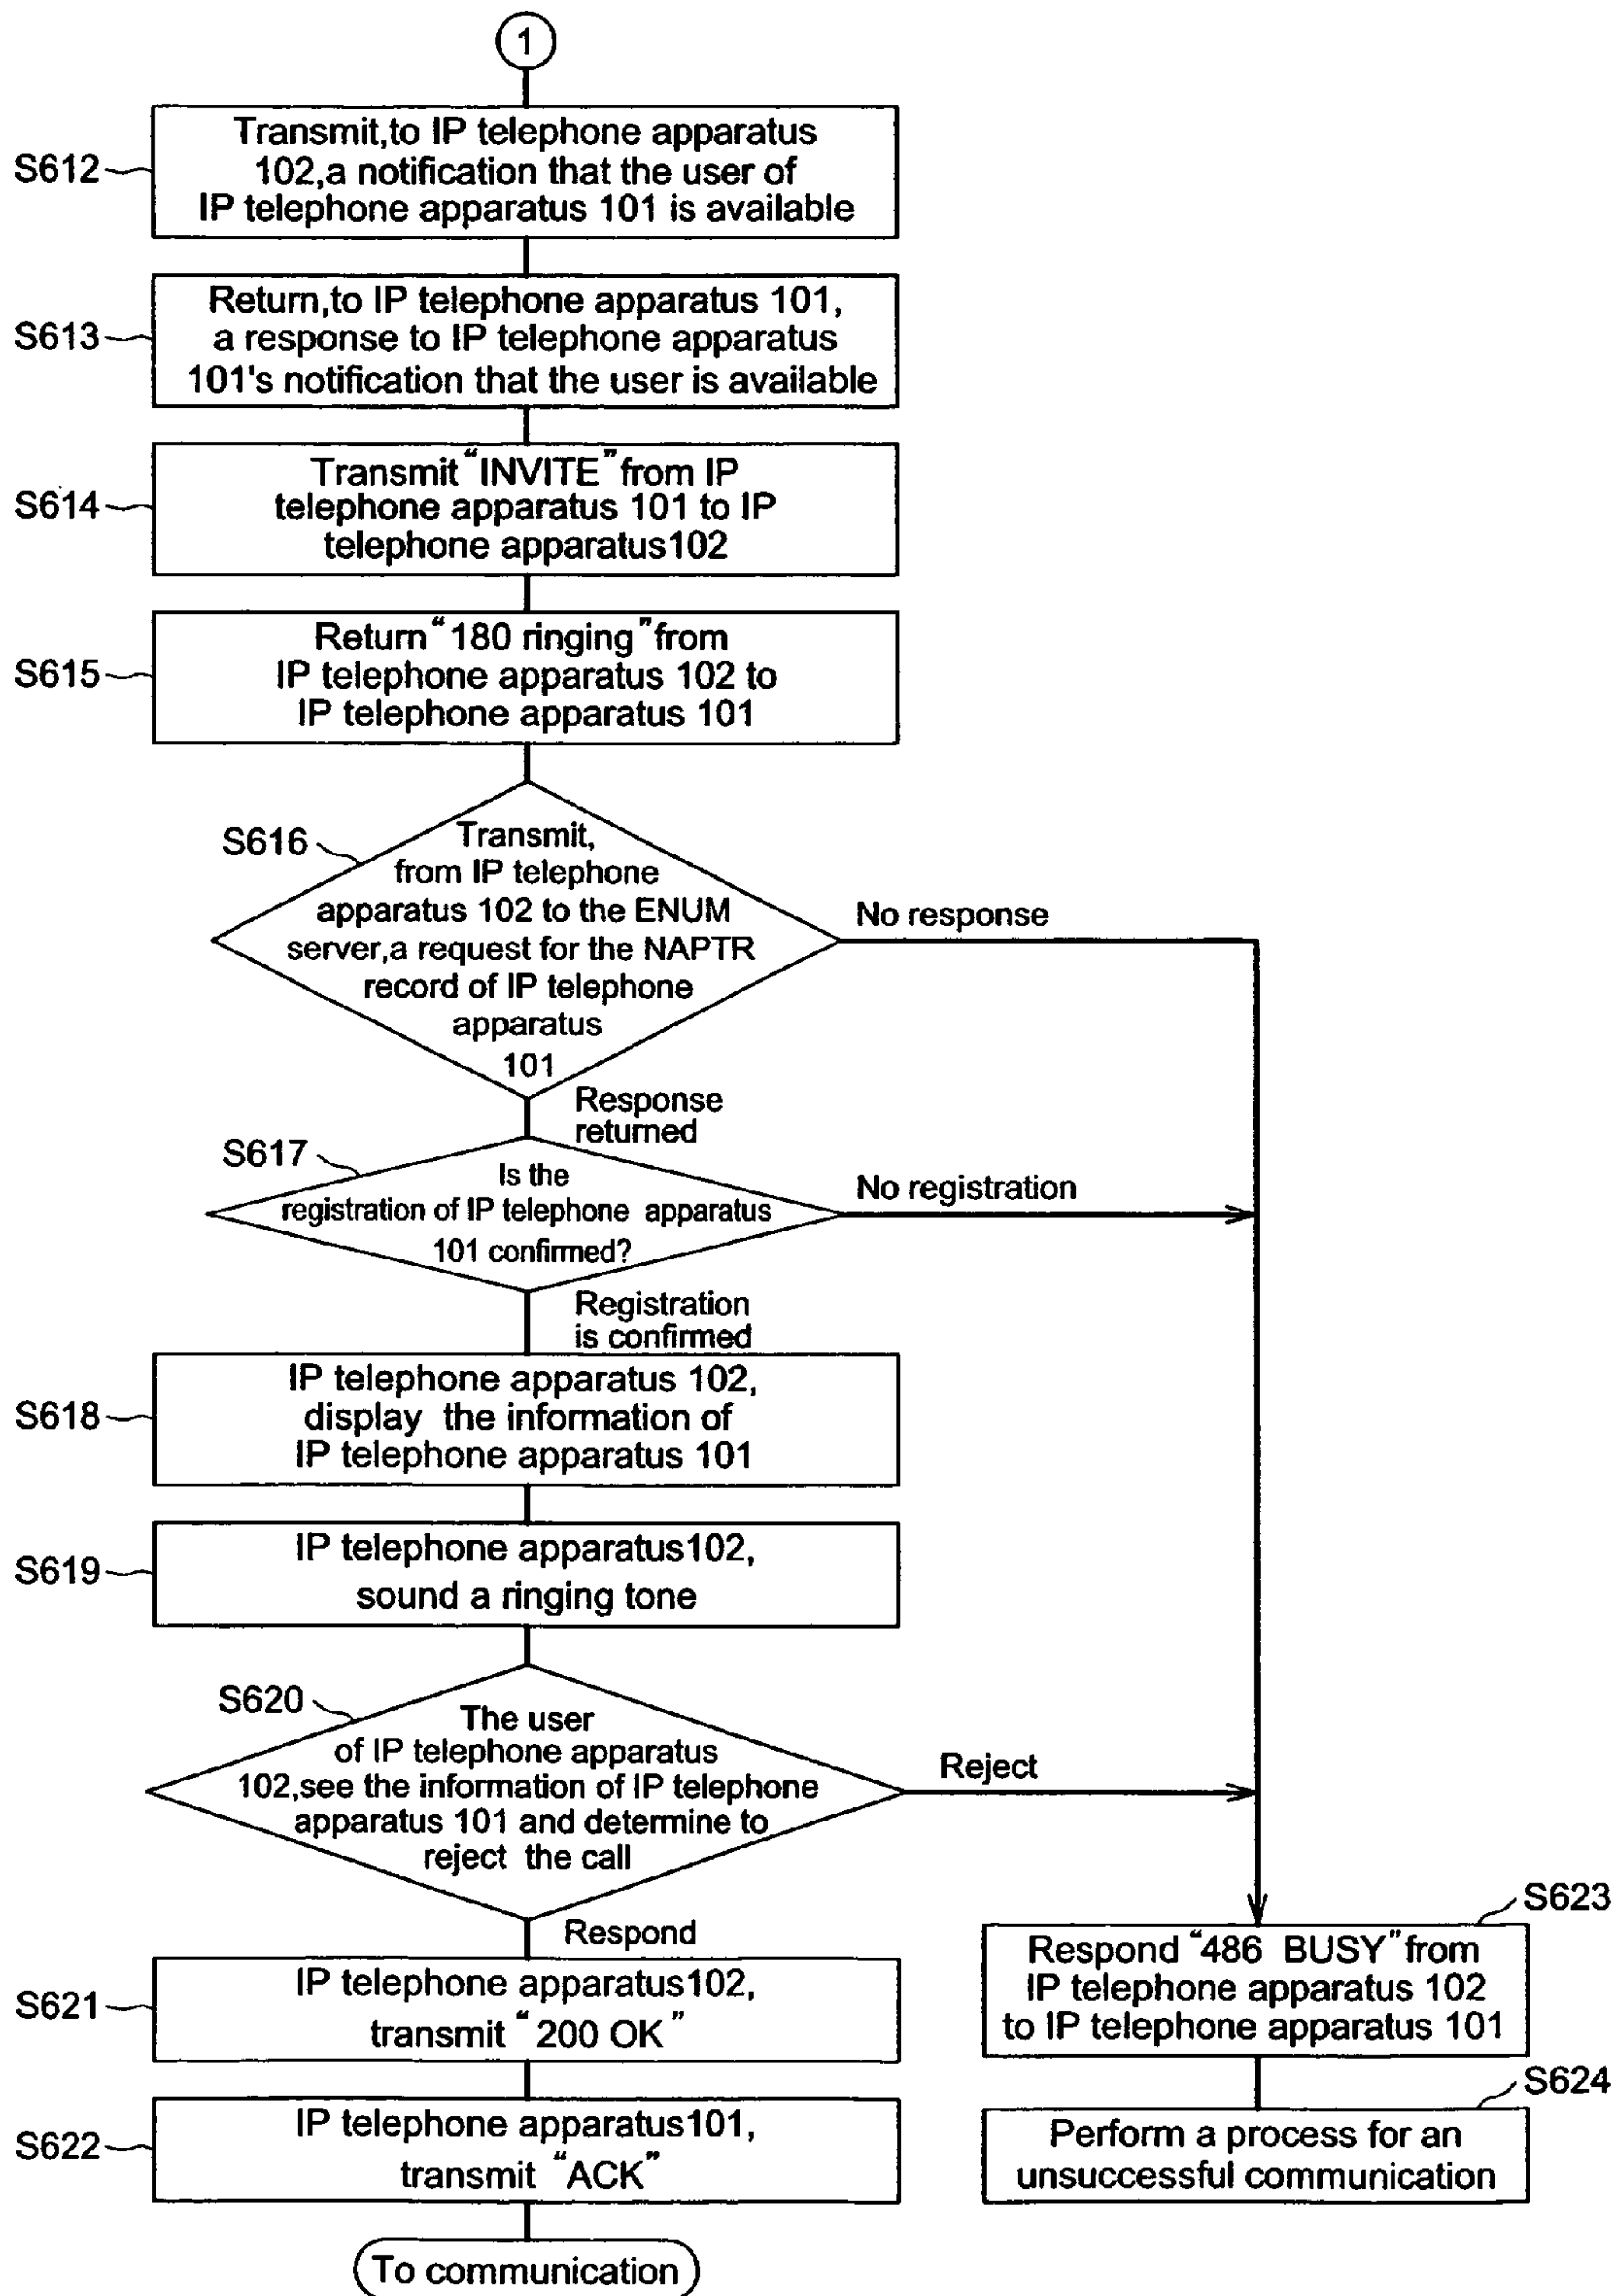 1
S612
Transmit,to IP telephone apparatus
102,a notification that the user of
IP telephone apparatus 101 is available
S613
Return,to IP telephone apparatus 101,
a response to IP telephone apparatus
101's notification that the user is available
S614
Transmit “INVITE” from IP
telephone apparatus 101 to IP
telephone apparatus102
S615
Return “180 ringing” from
IP telephone apparatus 102 to
IP telephone apparatus 101
S616
Transmit,
from IP telephone
apparatus 102 to the ENUM
server,a request for the NAPTR
record of IP telephone
apparatus
101
No response
Response
returned
S617
Is the
registration of IP telephone apparatus
101 confirmed?
No registration
Registration
is confirmed
S618
IP telephone apparatus 102,
display the information of
IP telephone apparatus 101
S619
IP telephone apparatus102,
sound a ringing tone
S620
The user
of IP telephone apparatus
102,see the information of IP telephone
apparatus 101 and determine to
reject the call
Reject
Respond
S621
IP telephone apparatus102,
transmit “200 OK”
S622
IP telephone apparatus101,
transmit “ACK”
To communication
S623
Respond “486 BUSY” from
IP telephone apparatus 102
to IP telephone apparatus 101
S624
Perform a process for an
unsuccessful communication